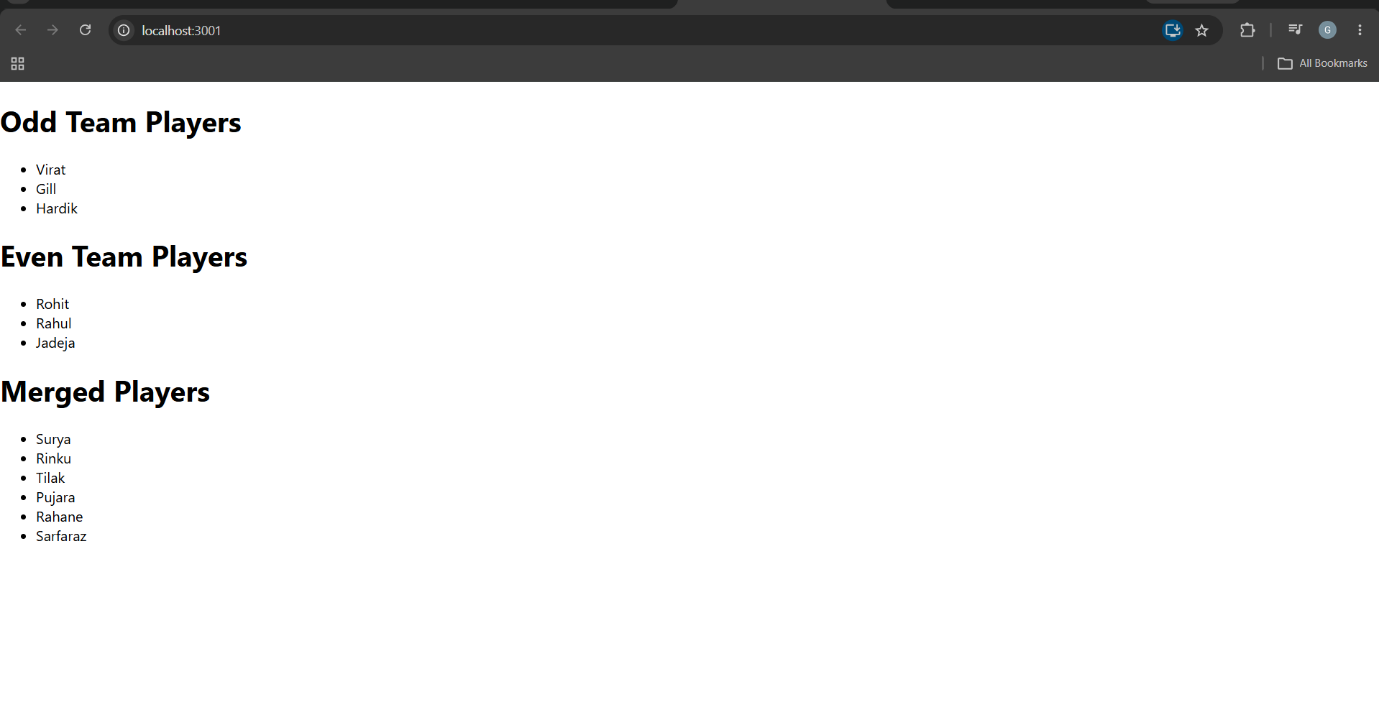 localhost:3001
G
All Bookmarks
Odd Team Players
Virat
Gill
Hardik
Even Team Players
Rohit
Rahul
Jadeja
Merged Players
Surya
Rinku
Tilak
Pujara
Rahane
Sarfaraz